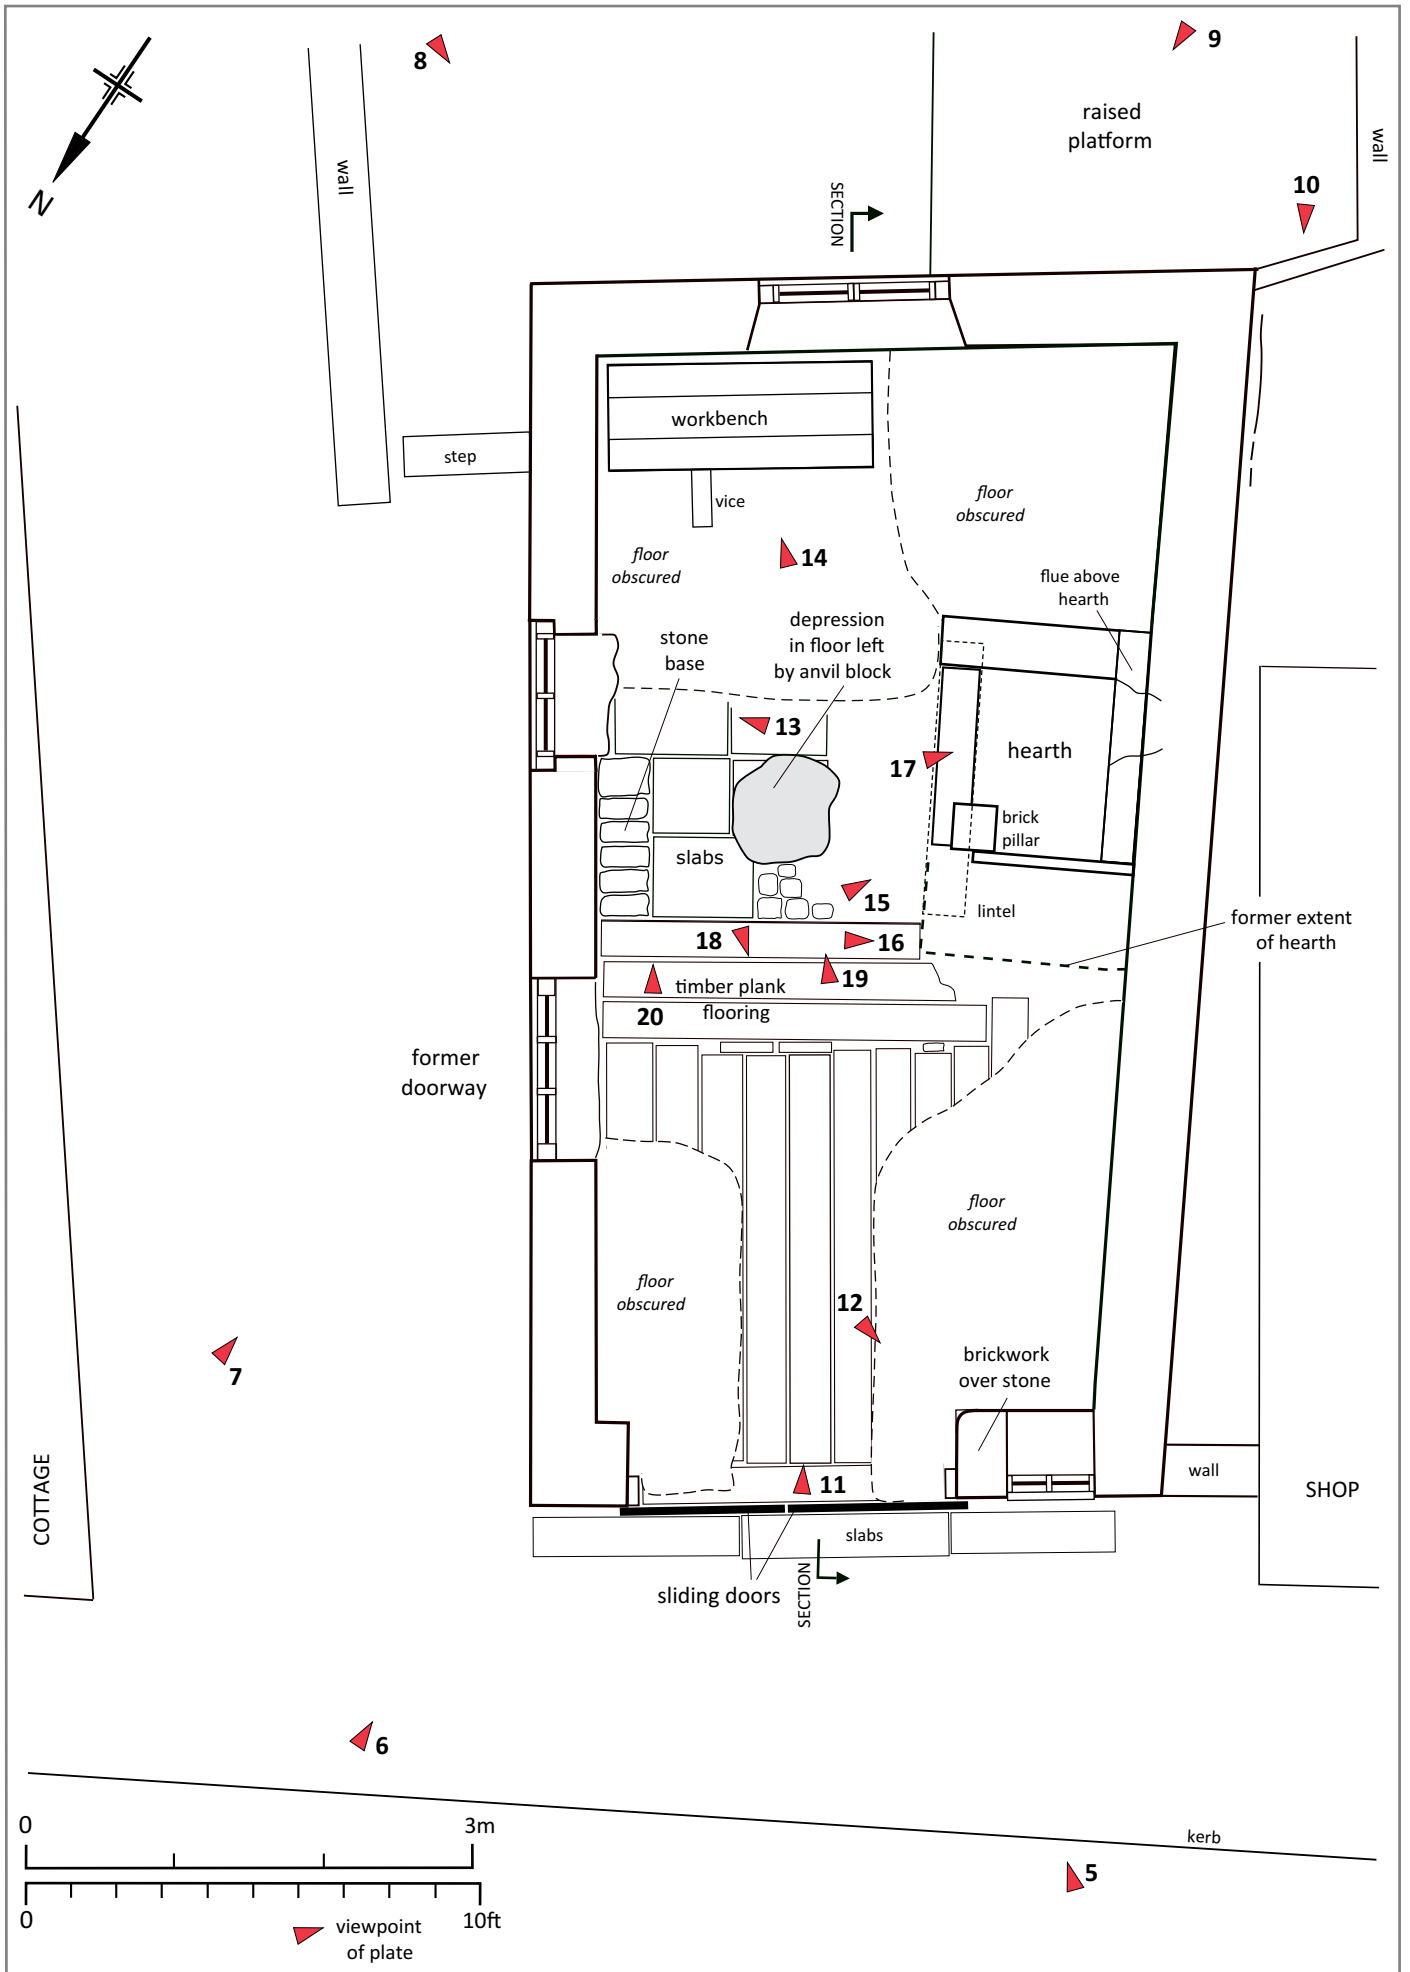 8
9
N
wall
raised
platform
wall
10
SECTION
workbench
step
vice
floor
obscured
14
floor
obscured
flue above
hearth
stone
base
depression
in floor left
by anvil block
13
17
hearth
brick
pillar
slabs
15
lintel
former extent
of hearth
18
16
19
20
timber plank
flooring
former
doorway
floor
obscured
floor
obscured
12
7
brickwork
over stone
COTTAGE
11
wall
SHOP
slabs
sliding doors
SECTION
6
kerb
5
0
3m
0
10ft
viewpoint
of plate